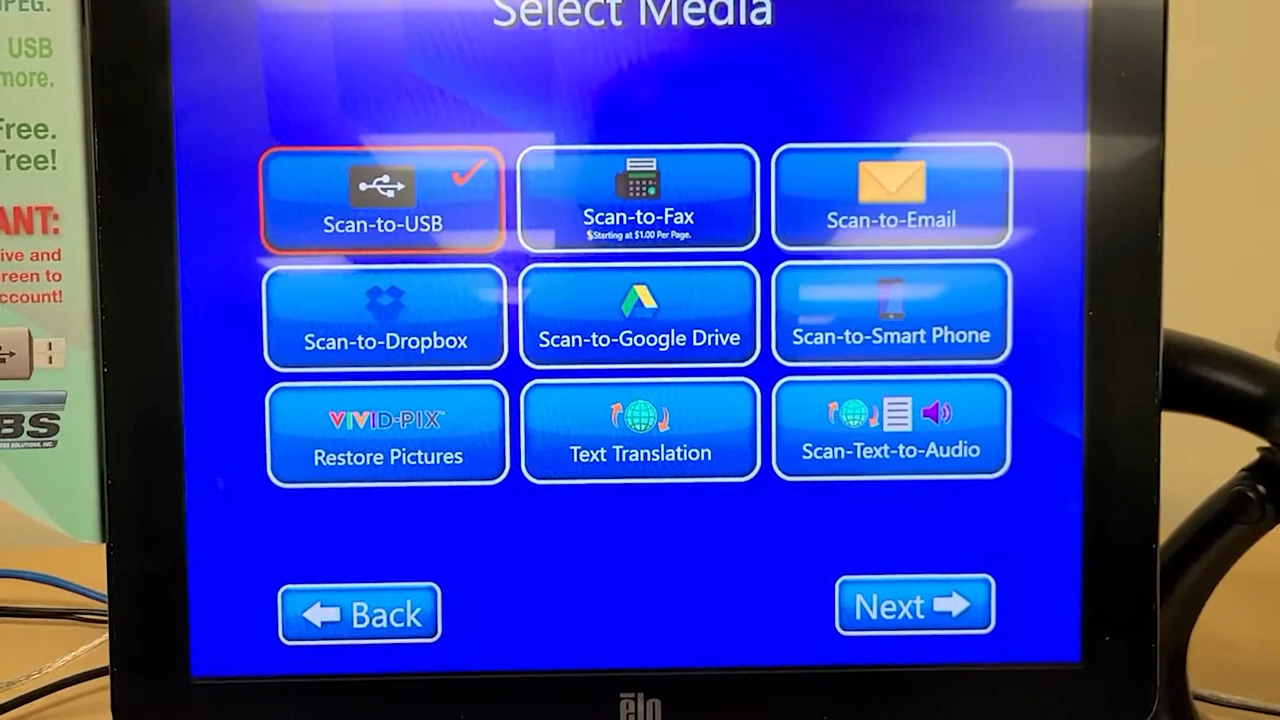 JPEG.
USB
more.
Free.
Free!
ANT:
ive and
reen to
ccount!
BS
Select Media
Scan-to-USB
Scan-to-Fax
$Starting at $1.00 Per Page.
Scan-to-Email
Scan-to-Dropbox
Scan-to-Google Drive
Scan-to-Smart Phone
VIVID-PIX
Restore Pictures
Text Translation
Scan-Text-to-Audio
Back
Next
elo